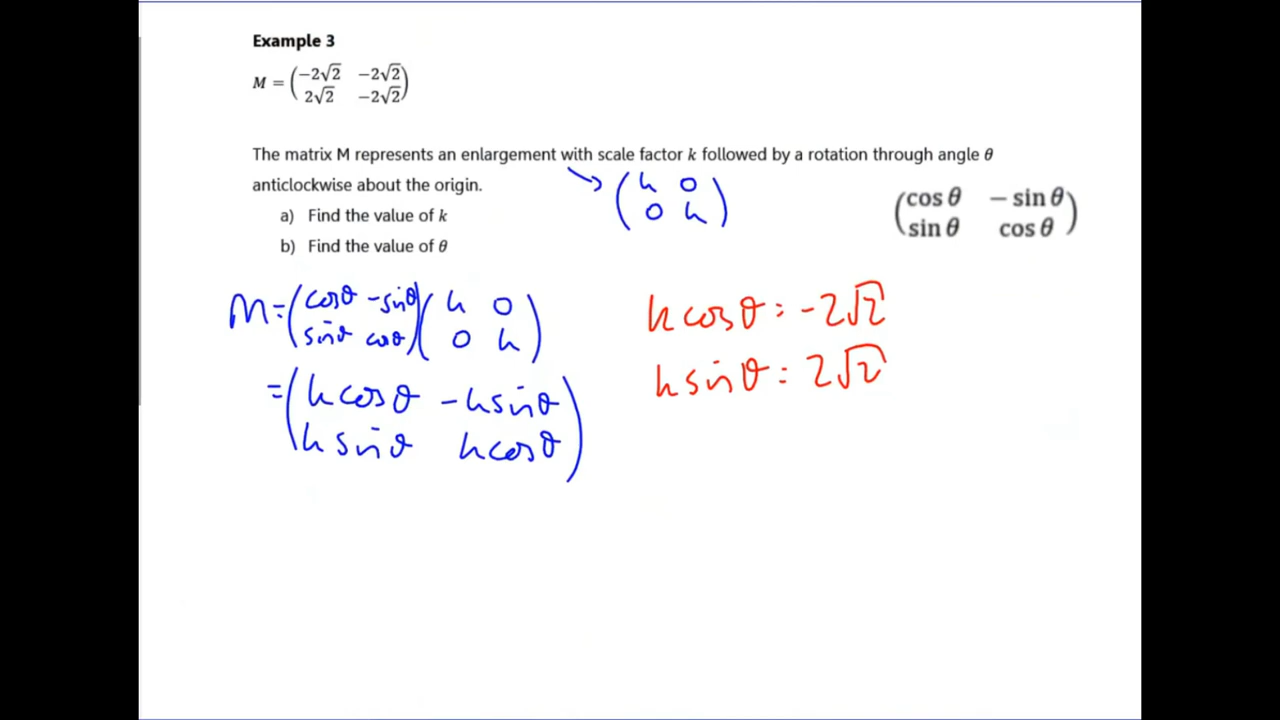 Example 3
M = (−2√2 −2√2
2√2 −2√2)
The matrix M represents an enlargement with scale factor k followed by a rotation through angle θ
anticlockwise about the origin.
(k 0
0 k)
(cos θ − sin θ
sin θ cos θ)
a) Find the value of k
b) Find the value of θ
M = (cosθ -sinθ
sinθ cosθ) (k 0
0 k)
= (kcosθ -ksinθ
ksinθ kcosθ)
kcosθ = -2√2
ksinθ = 2√2